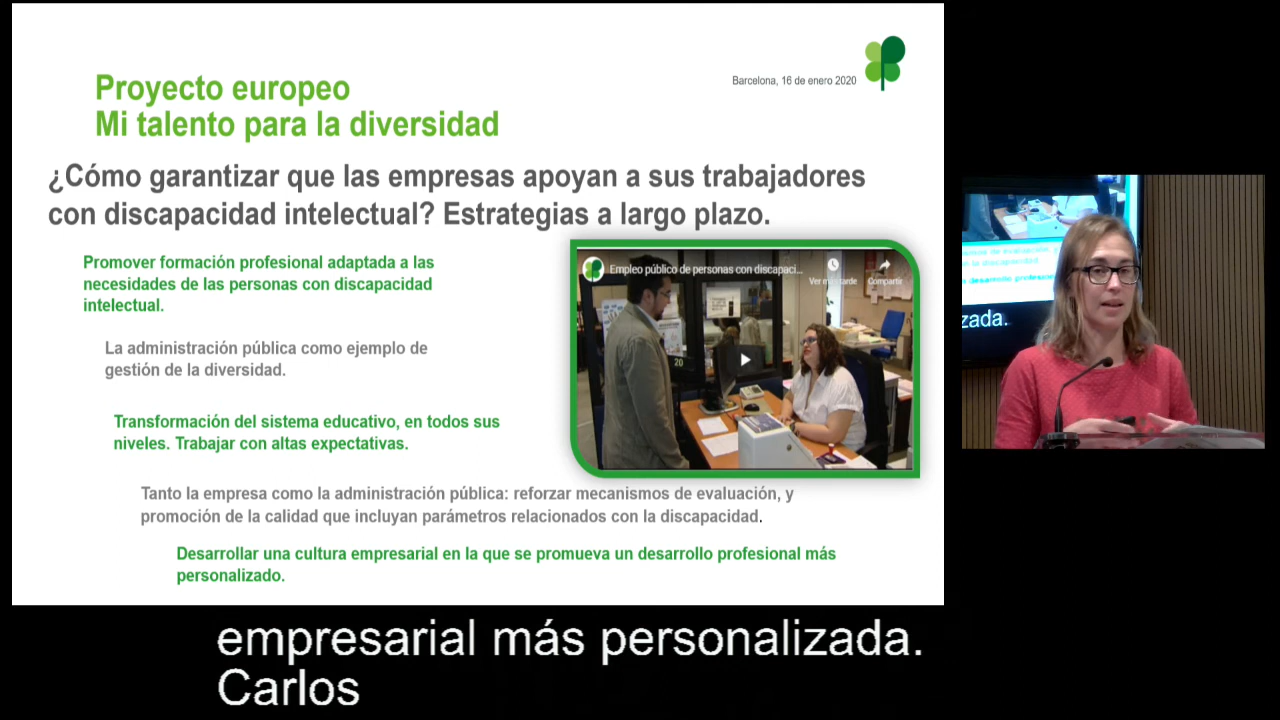 Barcelona, 16 de enero 2020
Proyecto europeo
Mi talento para la diversidad
¿Cómo garantizar que las empresas apoyan a sus trabajadores
con discapacidad intelectual? Estrategias a largo plazo.
Promover formación profesional adaptada a las
necesidades de las personas con discapacidad
intelectual.
La administración pública como ejemplo de
gestión de la diversidad.
Transformación del sistema educativo, en todos sus
niveles. Trabajar con altas expectativas.
Empleo público de personas con discapaci...
Ver más tarde
Compartir
20
Tanto la empresa como la administración pública: reforzar mecanismos de evaluación, y
promoción de la calidad que incluyan parámetros relacionados con la discapacidad.
Desarrollar una cultura empresarial en la que se promueva un desarrollo profesional más
personalizado.
zada.
empresarial más personalizada.
Carlos